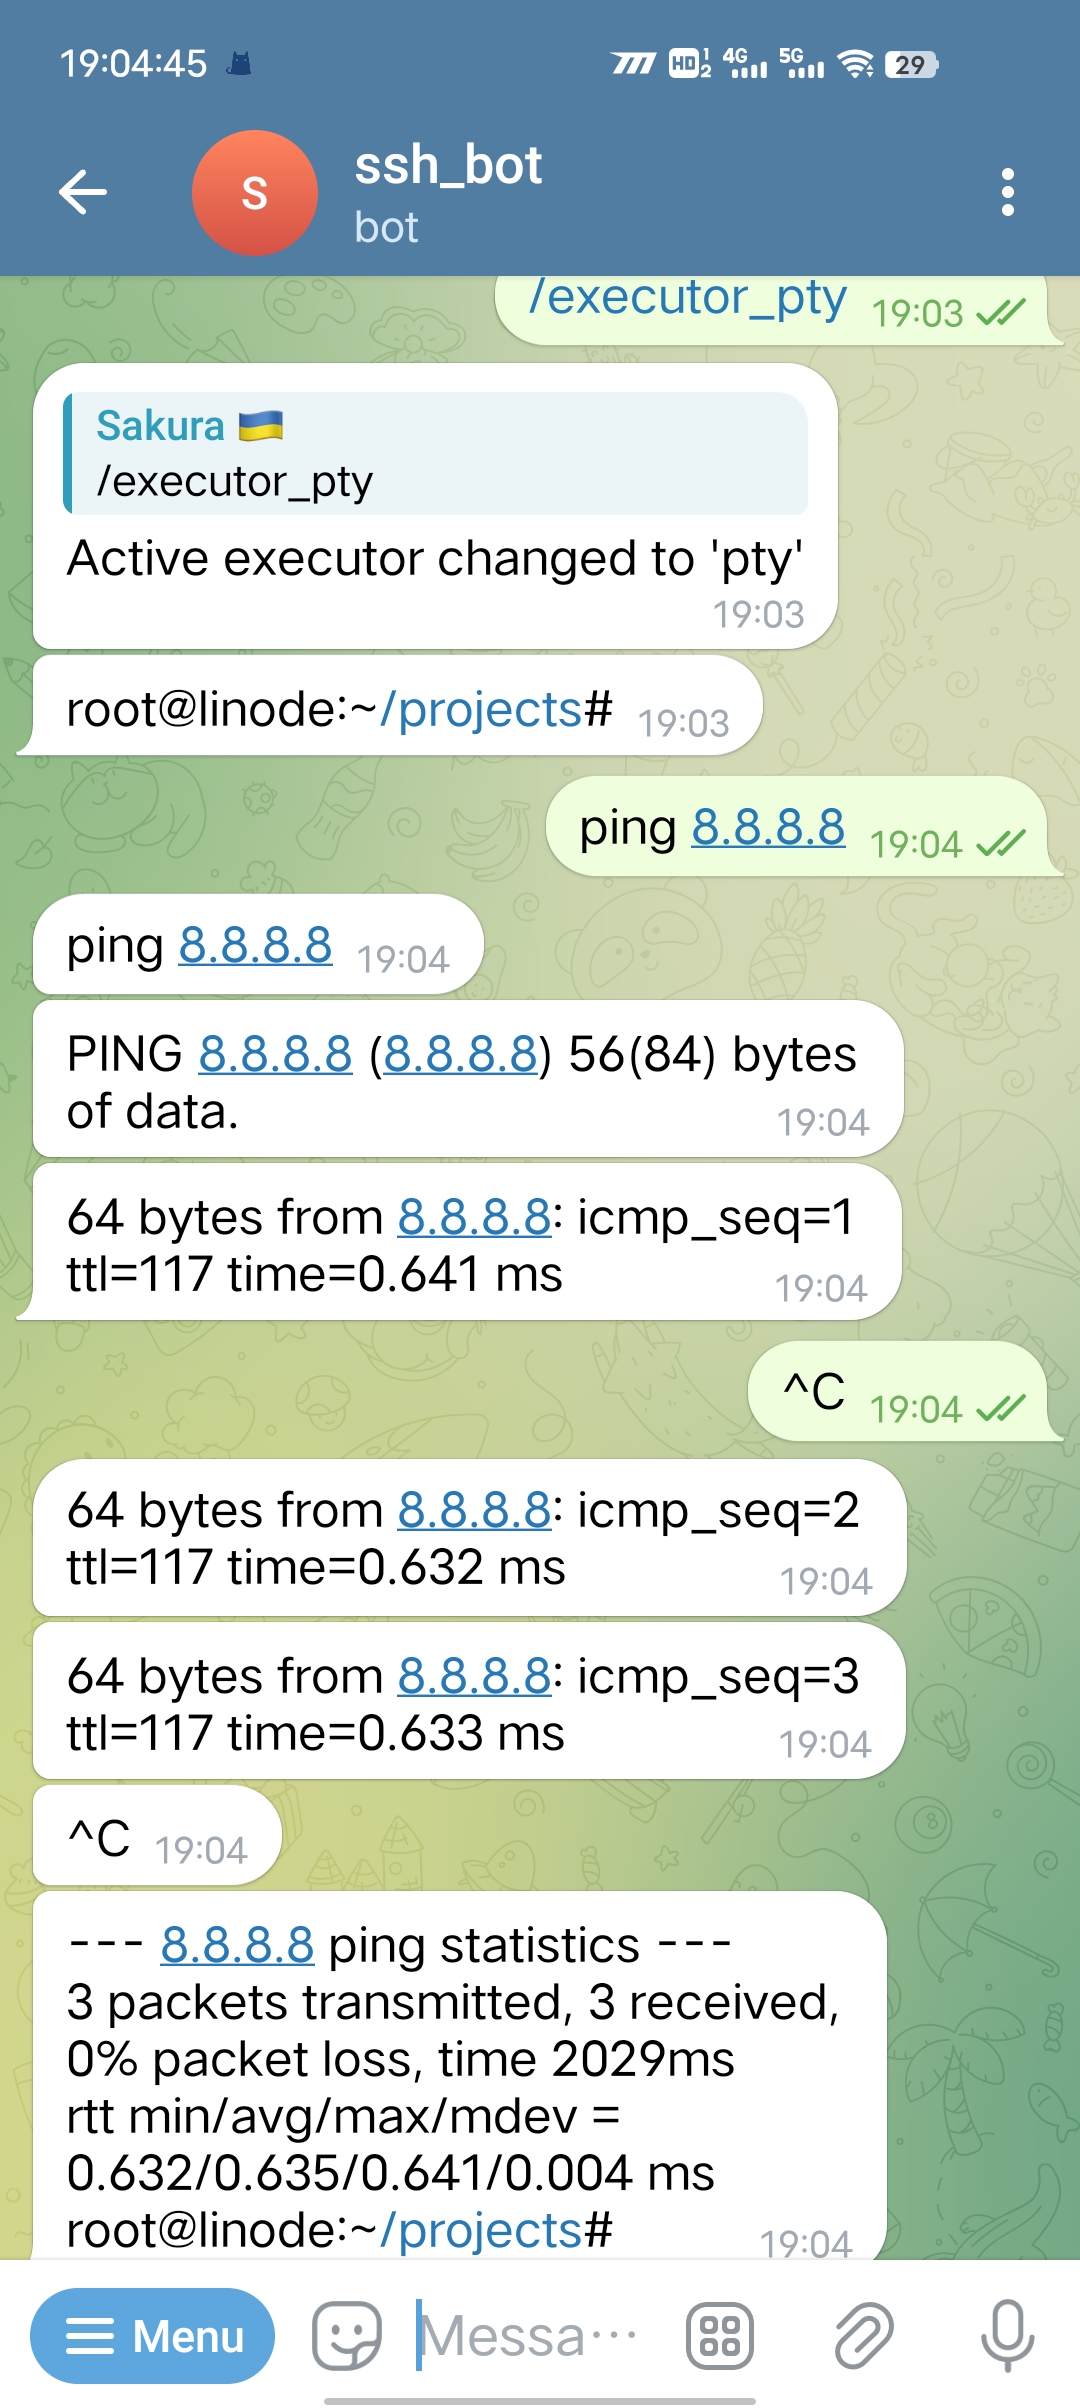 19:04:45 HD 1 2 4G 5G 29
S
ssh_bot
bot
/executor_pty 19:03
Sakura 🇺🇦
/executor_pty
Active executor changed to 'pty'
19:03
root@linode:~/projects# 19:03
ping 8.8.8.8 19:04
ping 8.8.8.8 19:04
PING 8.8.8.8 (8.8.8.8) 56(84) bytes
of data. 19:04
64 bytes from 8.8.8.8: icmp_seq=1
ttl=117 time=0.641 ms 19:04
^C 19:04
64 bytes from 8.8.8.8: icmp_seq=2
ttl=117 time=0.632 ms 19:04
64 bytes from 8.8.8.8: icmp_seq=3
ttl=117 time=0.633 ms 19:04
^C 19:04
--- 8.8.8.8 ping statistics ---
3 packets transmitted, 3 received,
0% packet loss, time 2029ms
rtt min/avg/max/mdev =
0.632/0.635/0.641/0.004 ms
root@linode:~/projects# 19:04
Menu Messa...